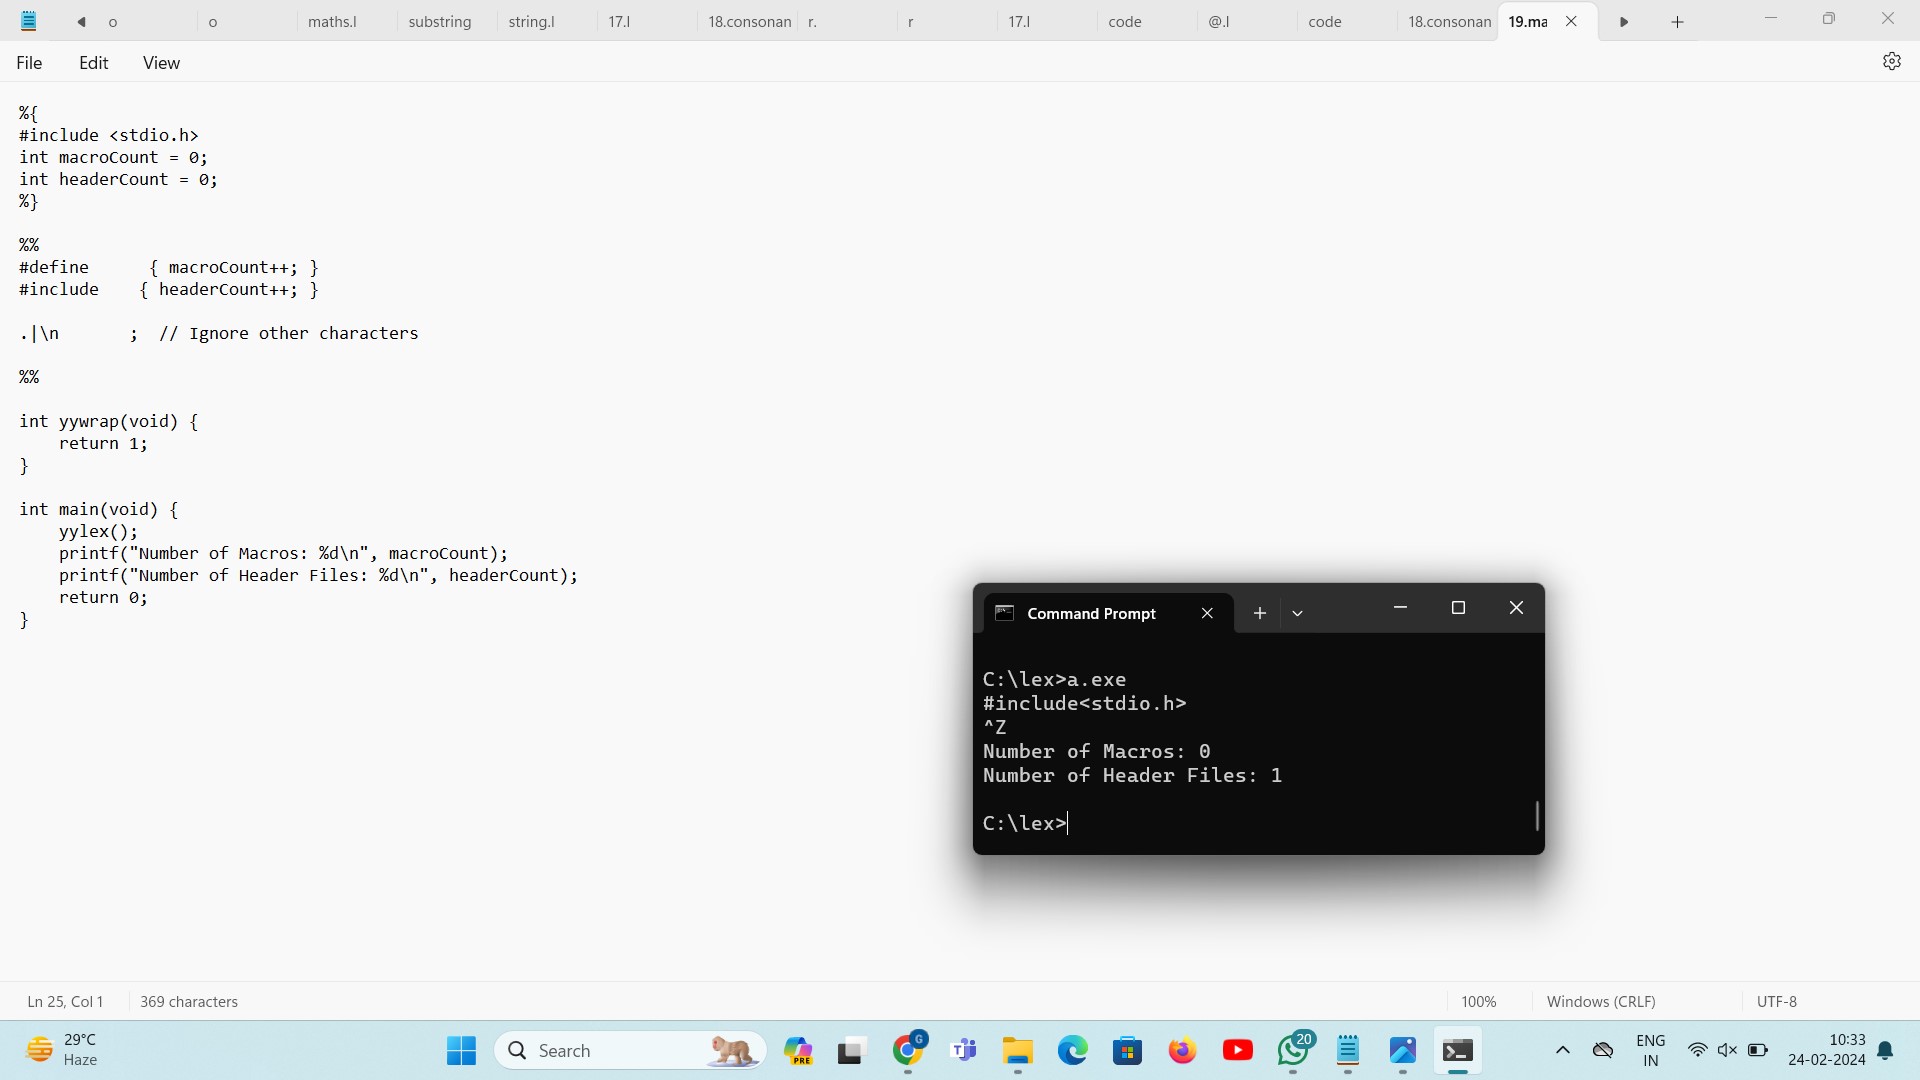 o o maths.l substring string.l 17.l 18.consonan r. r 17.l code @.l code 18.consonan 19.ma
File Edit View
%{
#include <stdio.h>
int macroCount = 0;
int headerCount = 0;
%}
%%
#define      { macroCount++; }
#include    { headerCount++; }
.|\n       ;  // Ignore other characters
%%
int yywrap(void) {
    return 1;
}
int main(void) {
    yylex();
    printf("Number of Macros: %d\n", macroCount);
    printf("Number of Header Files: %d\n", headerCount);
    return 0;
}
Command Prompt
C:\lex>a.exe
#include<stdio.h>
^Z
Number of Macros: 0
Number of Header Files: 1
C:\lex>
Ln 25, Col 1 369 characters 100% Windows (CRLF) UTF-8
29°C
Haze
Search
PRE
G
20
ENG
IN
10:33
24-02-2024